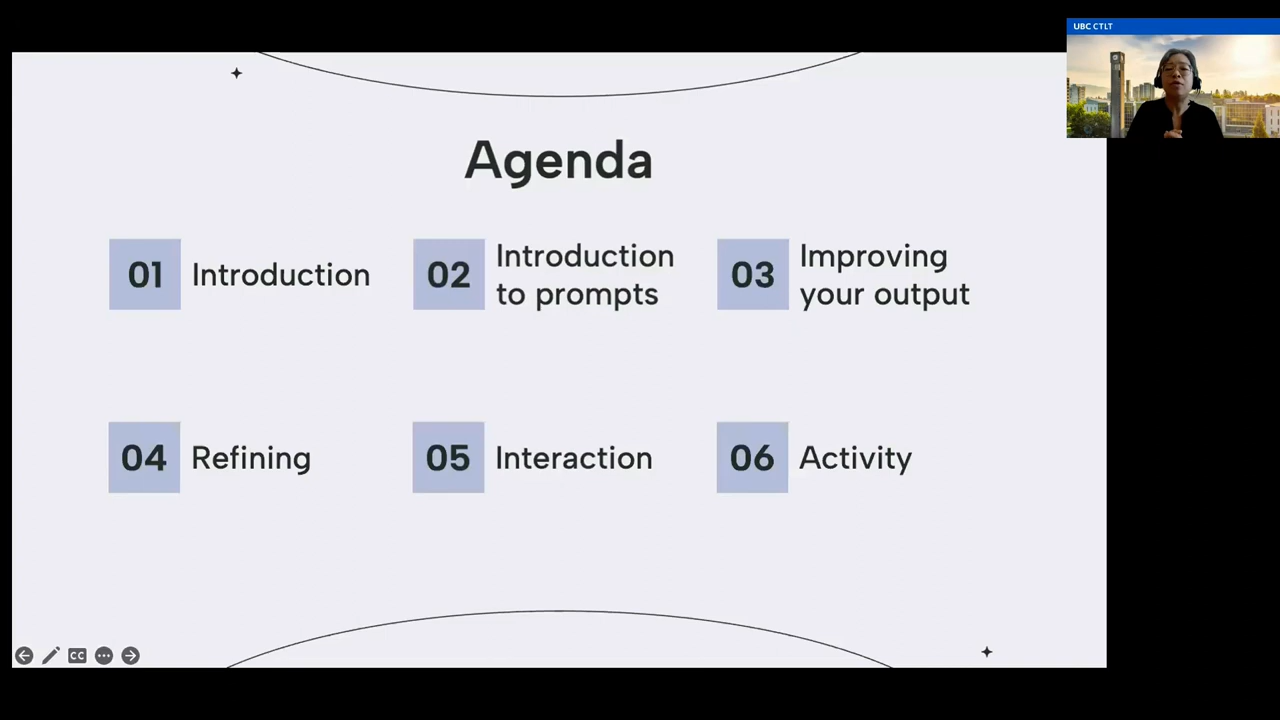 UBC CTLT
Agenda
01 Introduction
02 Introduction
to prompts
03 Improving
your output
04 Refining
05 Interaction
06 Activity
CC